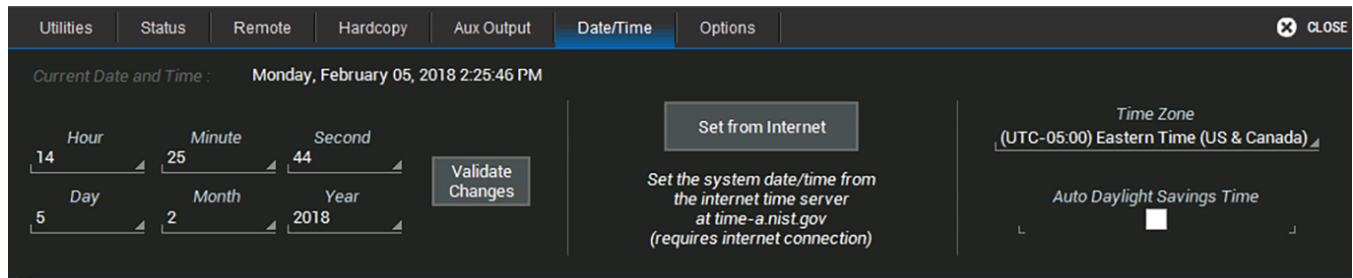 Utilities Status Remote Hardcopy Aux Output Date/Time Options CLOSE
Current Date and Time : Monday, February 05, 2018 2:25:46 PM
Hour Minute Second
14 25 44
Validate
Changes
Day Month Year
5 2 2018
Set from Internet
Set the system date/time from
the internet time server
at time-a.nist.gov
(requires internet connection)
Time Zone
(UTC-05:00) Eastern Time (US & Canada)
Auto Daylight Savings Time